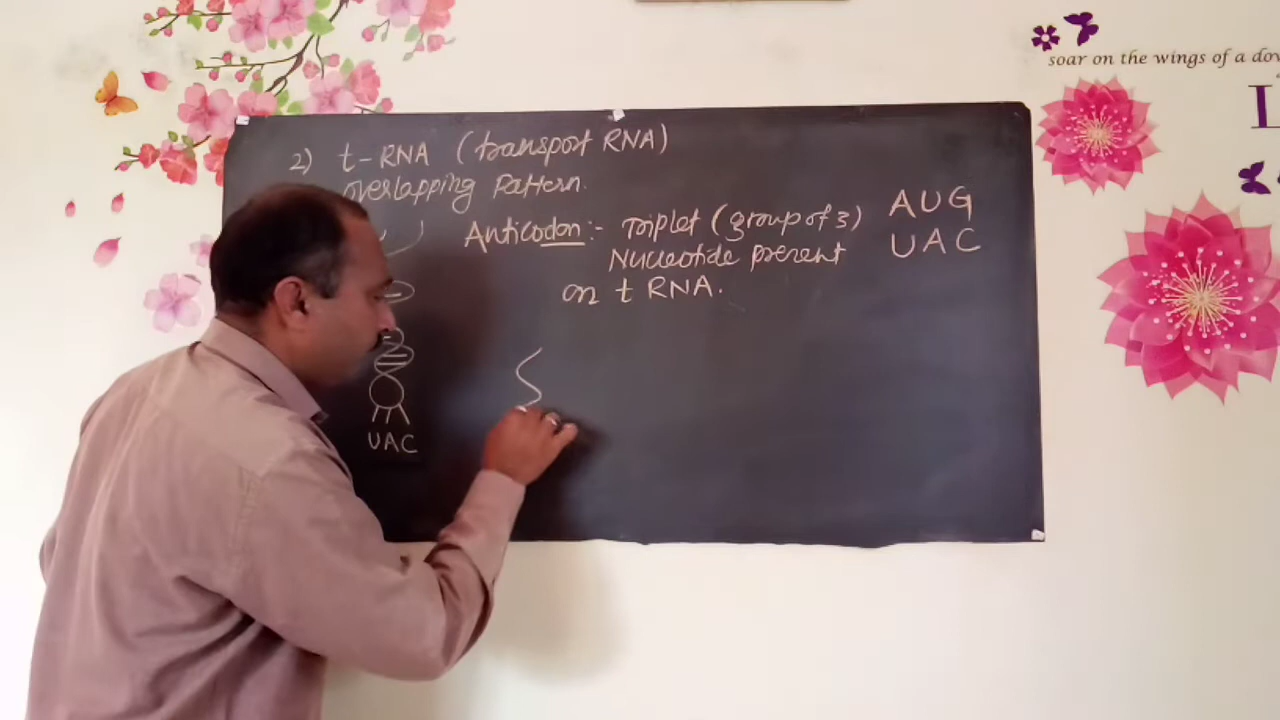 soar on the wings of a dov
L
2) t-RNA (transport RNA)
overlapping Pattern.
Anticodon:- Triplet (group of 3)
Nucleotide present
on t RNA.
AUG
UAC
UAC